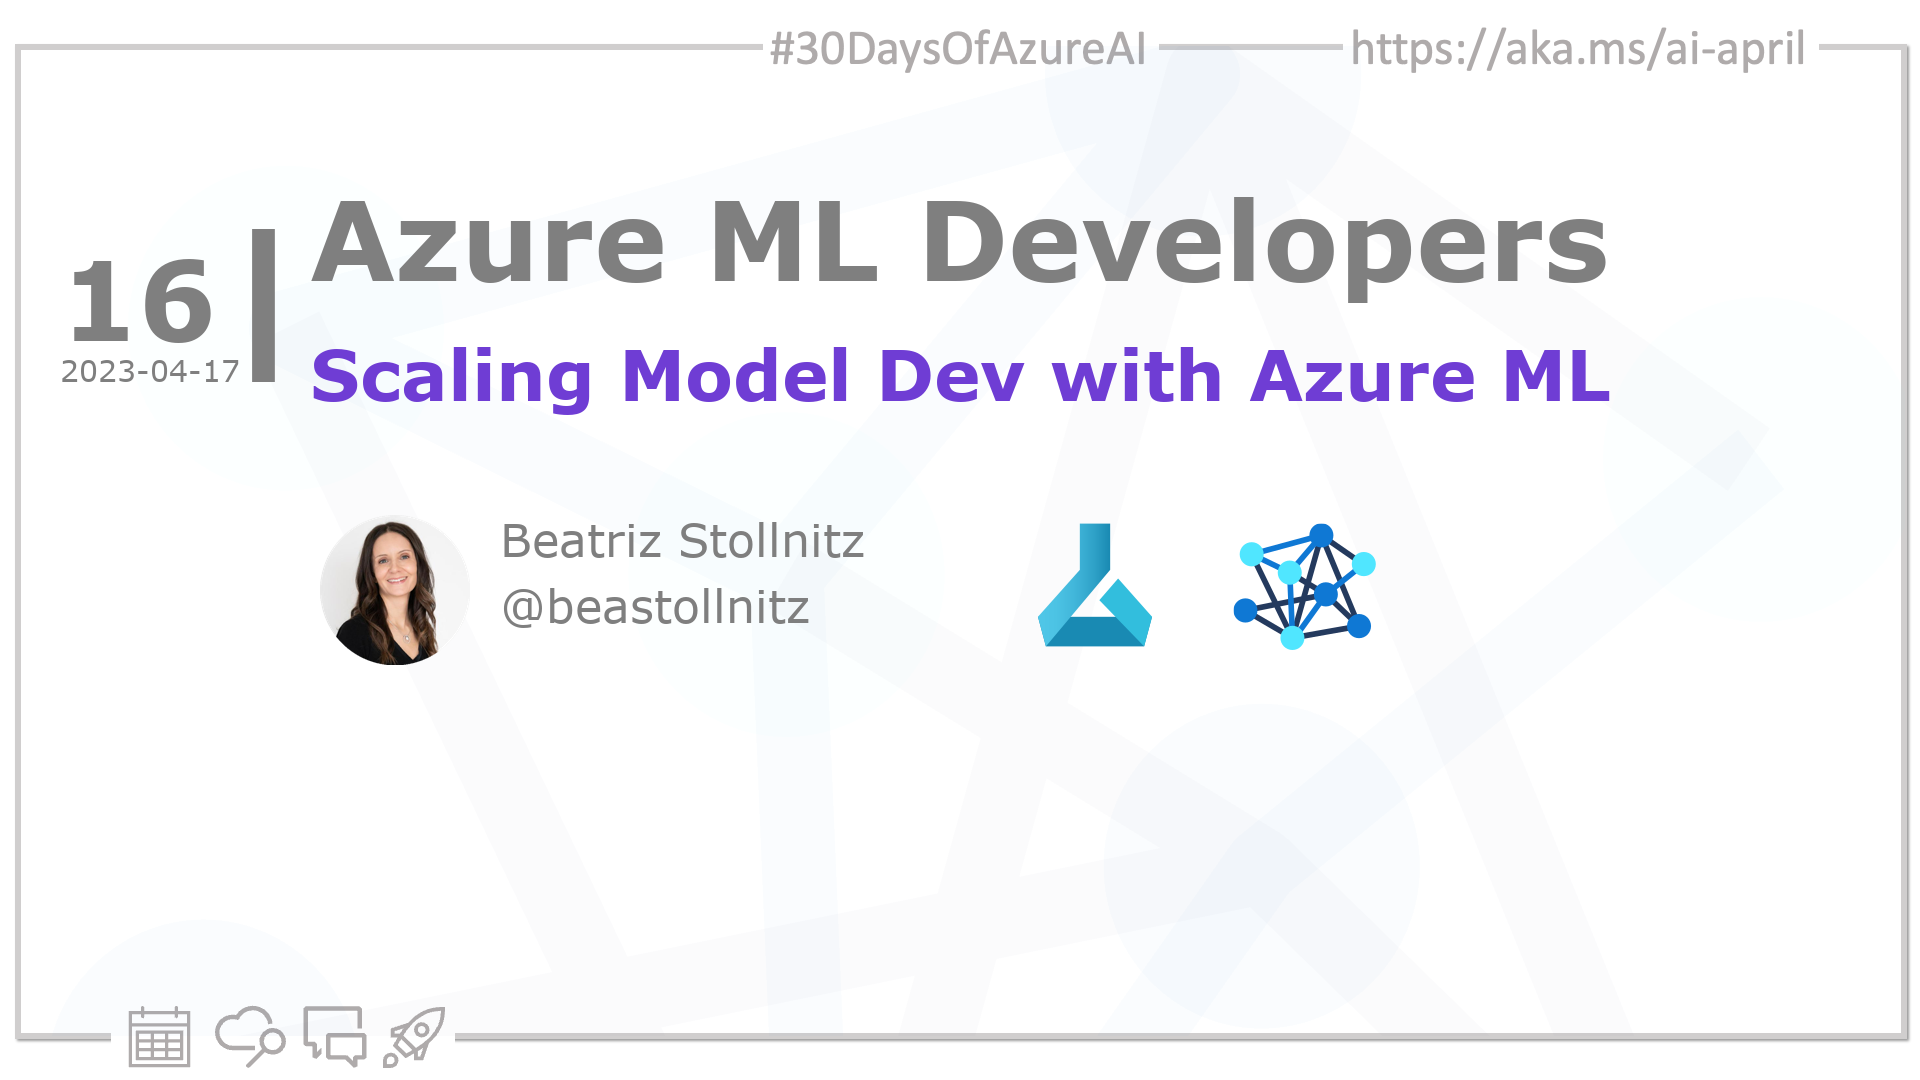 #30DaysOfAzureAI
https://aka.ms/ai-april
16
2023-04-17
Azure ML Developers
Scaling Model Dev with Azure ML
Beatriz Stollnitz
@beastollnitz